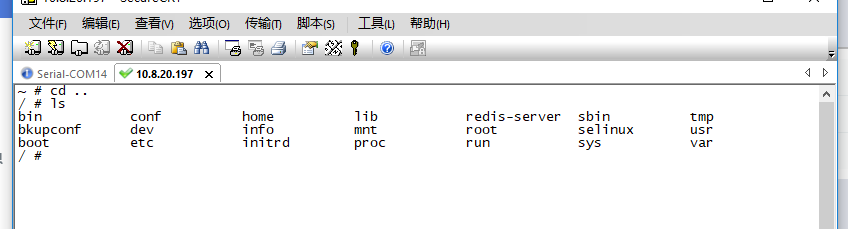 10.8.20.197 - SecureCRT
文件(F) 编辑(E) 查看(V) 选项(O) 传输(T) 脚本(S) 工具(L) 帮助(H)
Serial-COM14 10.8.20.197
~ # cd ..
/ # ls
bin conf home lib redis-server sbin tmp
bkupconf dev info mnt root selinux usr
boot etc initrd proc run sys var
/ #